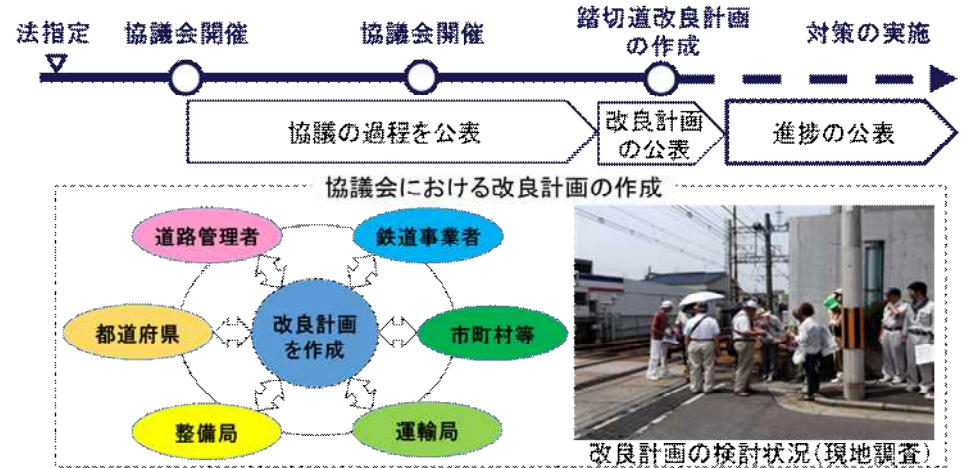 法指定
協議会開催
協議会開催
踏切道改良計画
の作成
対策の実施
協議の過程を公表
改良計画
の公表
進捗の公表
協議会における改良計画の作成
道路管理者
鉄道事業者
都道府県
改良計画
を作成
市町村等
整備局
運輸局
改良計画の検討状況(現地調査)